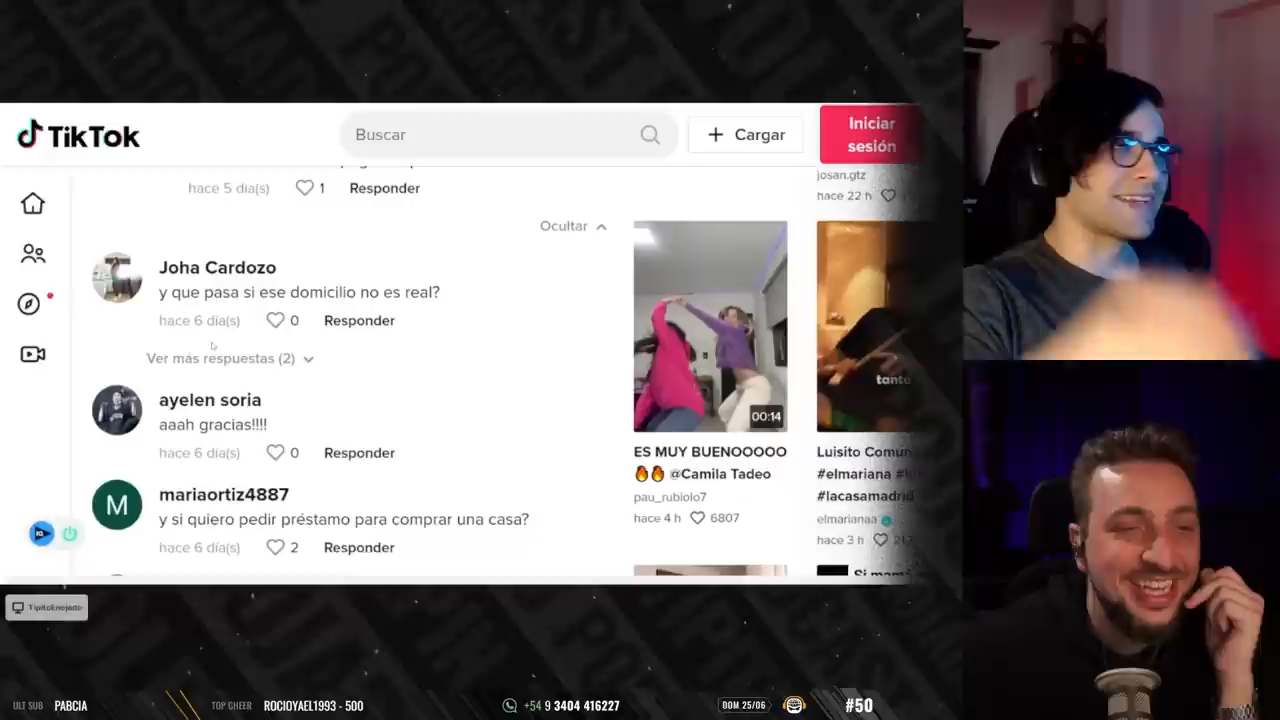 TikTok
Buscar
Cargar
Iniciar
sesión
hace 5 día(s)
1
Responder
Ocultar
Joha Cardozo
y que pasa si ese domicilio no es real?
hace 6 día(s)
0
Responder
Ver más respuestas (2)
ayelen soria
aaah gracias!!!!
hace 6 día(s)
0
Responder
M
mariaortiz4887
y si quiero pedir préstamo para comprar una casa?
hace 6 día(s)
2
Responder
00:14
ES MUY BUENOOOOO
🔥🔥 @Camila Tadeo
pau_rubiolo7
hace 4 h
6807
josan.gtz
hace 22 h
tanto
Luisito Comun
#elmariana
#lacasamadrid
elmarianaa
hace 3 h
Si mamá
TipitoEnojado
ULT SUB PABCIA
TOP CHEER ROCIOYAEL1993 - 500
+54 9 3404 416227
DOM 25/06
#50